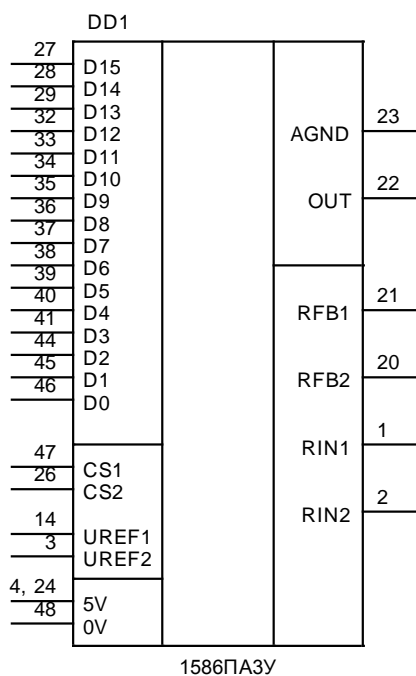 DD1
27 D15
28 D14
29 D13
32 D12
33 D11
34 D10
35 D9
36 D8
37 D7
38 D6
39 D5
40 D4
41 D3
44 D2
45 D1
46 D0
47 CS1
26 CS2
14 UREF1
3 UREF2
4, 24 5V
48 0V
AGND 23
OUT 22
RFB1 21
RFB2 20
RIN1 1
RIN2 2
1586ПА3У